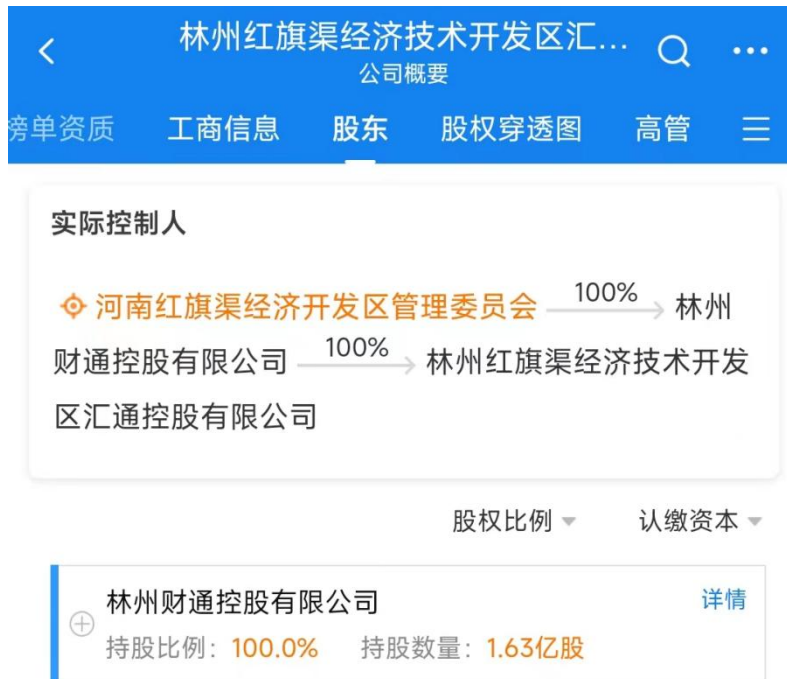 林州红旗渠经济技术开发区汇...
公司概要
榜单资质 工商信息 股东 股权穿透图 高管
实际控制人
河南红旗渠经济开发区管理委员会 100% 林州
财通控股有限公司 100% 林州红旗渠经济技术开发
区汇通控股有限公司
股权比例 认缴资本
林州财通控股有限公司 详情
持股比例：100.0% 持股数量：1.63亿股